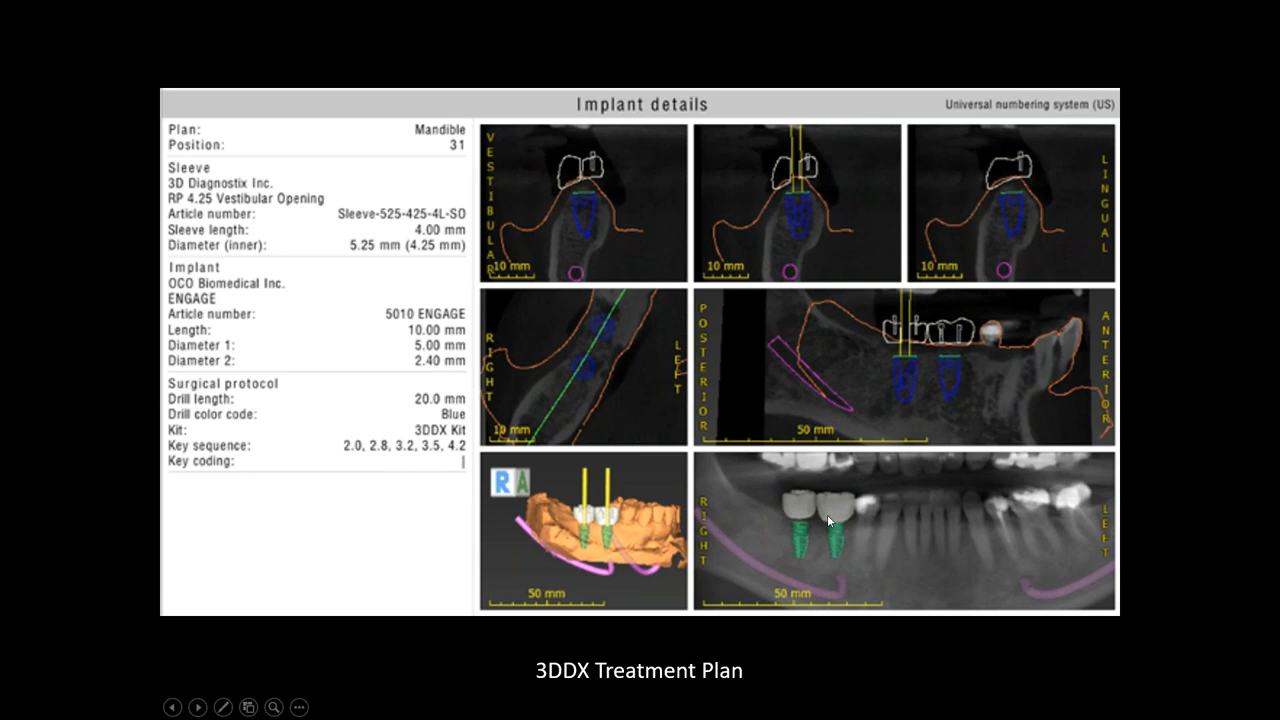 Implant details
Universal numbering system (US)
Plan: Mandible
Position: 31
Sleeve
3D Diagnostix Inc.
RP 4.25 Vestibular Opening
Article number: Sleeve-525-425-4L-SO
Sleeve length: 4.00 mm
Diameter (inner): 5.25 mm (4.25 mm)
Implant
OCO Biomedical Inc.
ENGAGE
Article number: 5010 ENGAGE
Length: 10.00 mm
Diameter 1: 5.00 mm
Diameter 2: 2.40 mm
Surgical protocol
Drill length: 20.0 mm
Drill color code: Blue
Kit: 3DDX Kit
Key sequence: 2.0, 2.8, 3.2, 3.5, 4.2
Key coding: |
VESTIBULAR
10 mm
10 mm
LINGUAL
10 mm
RIGHT
LEFT
10 mm
POSTERIOR
ANTERIOR
50 mm
R A
50 mm
RIGHT
LEFT
50 mm
3DDX Treatment Plan